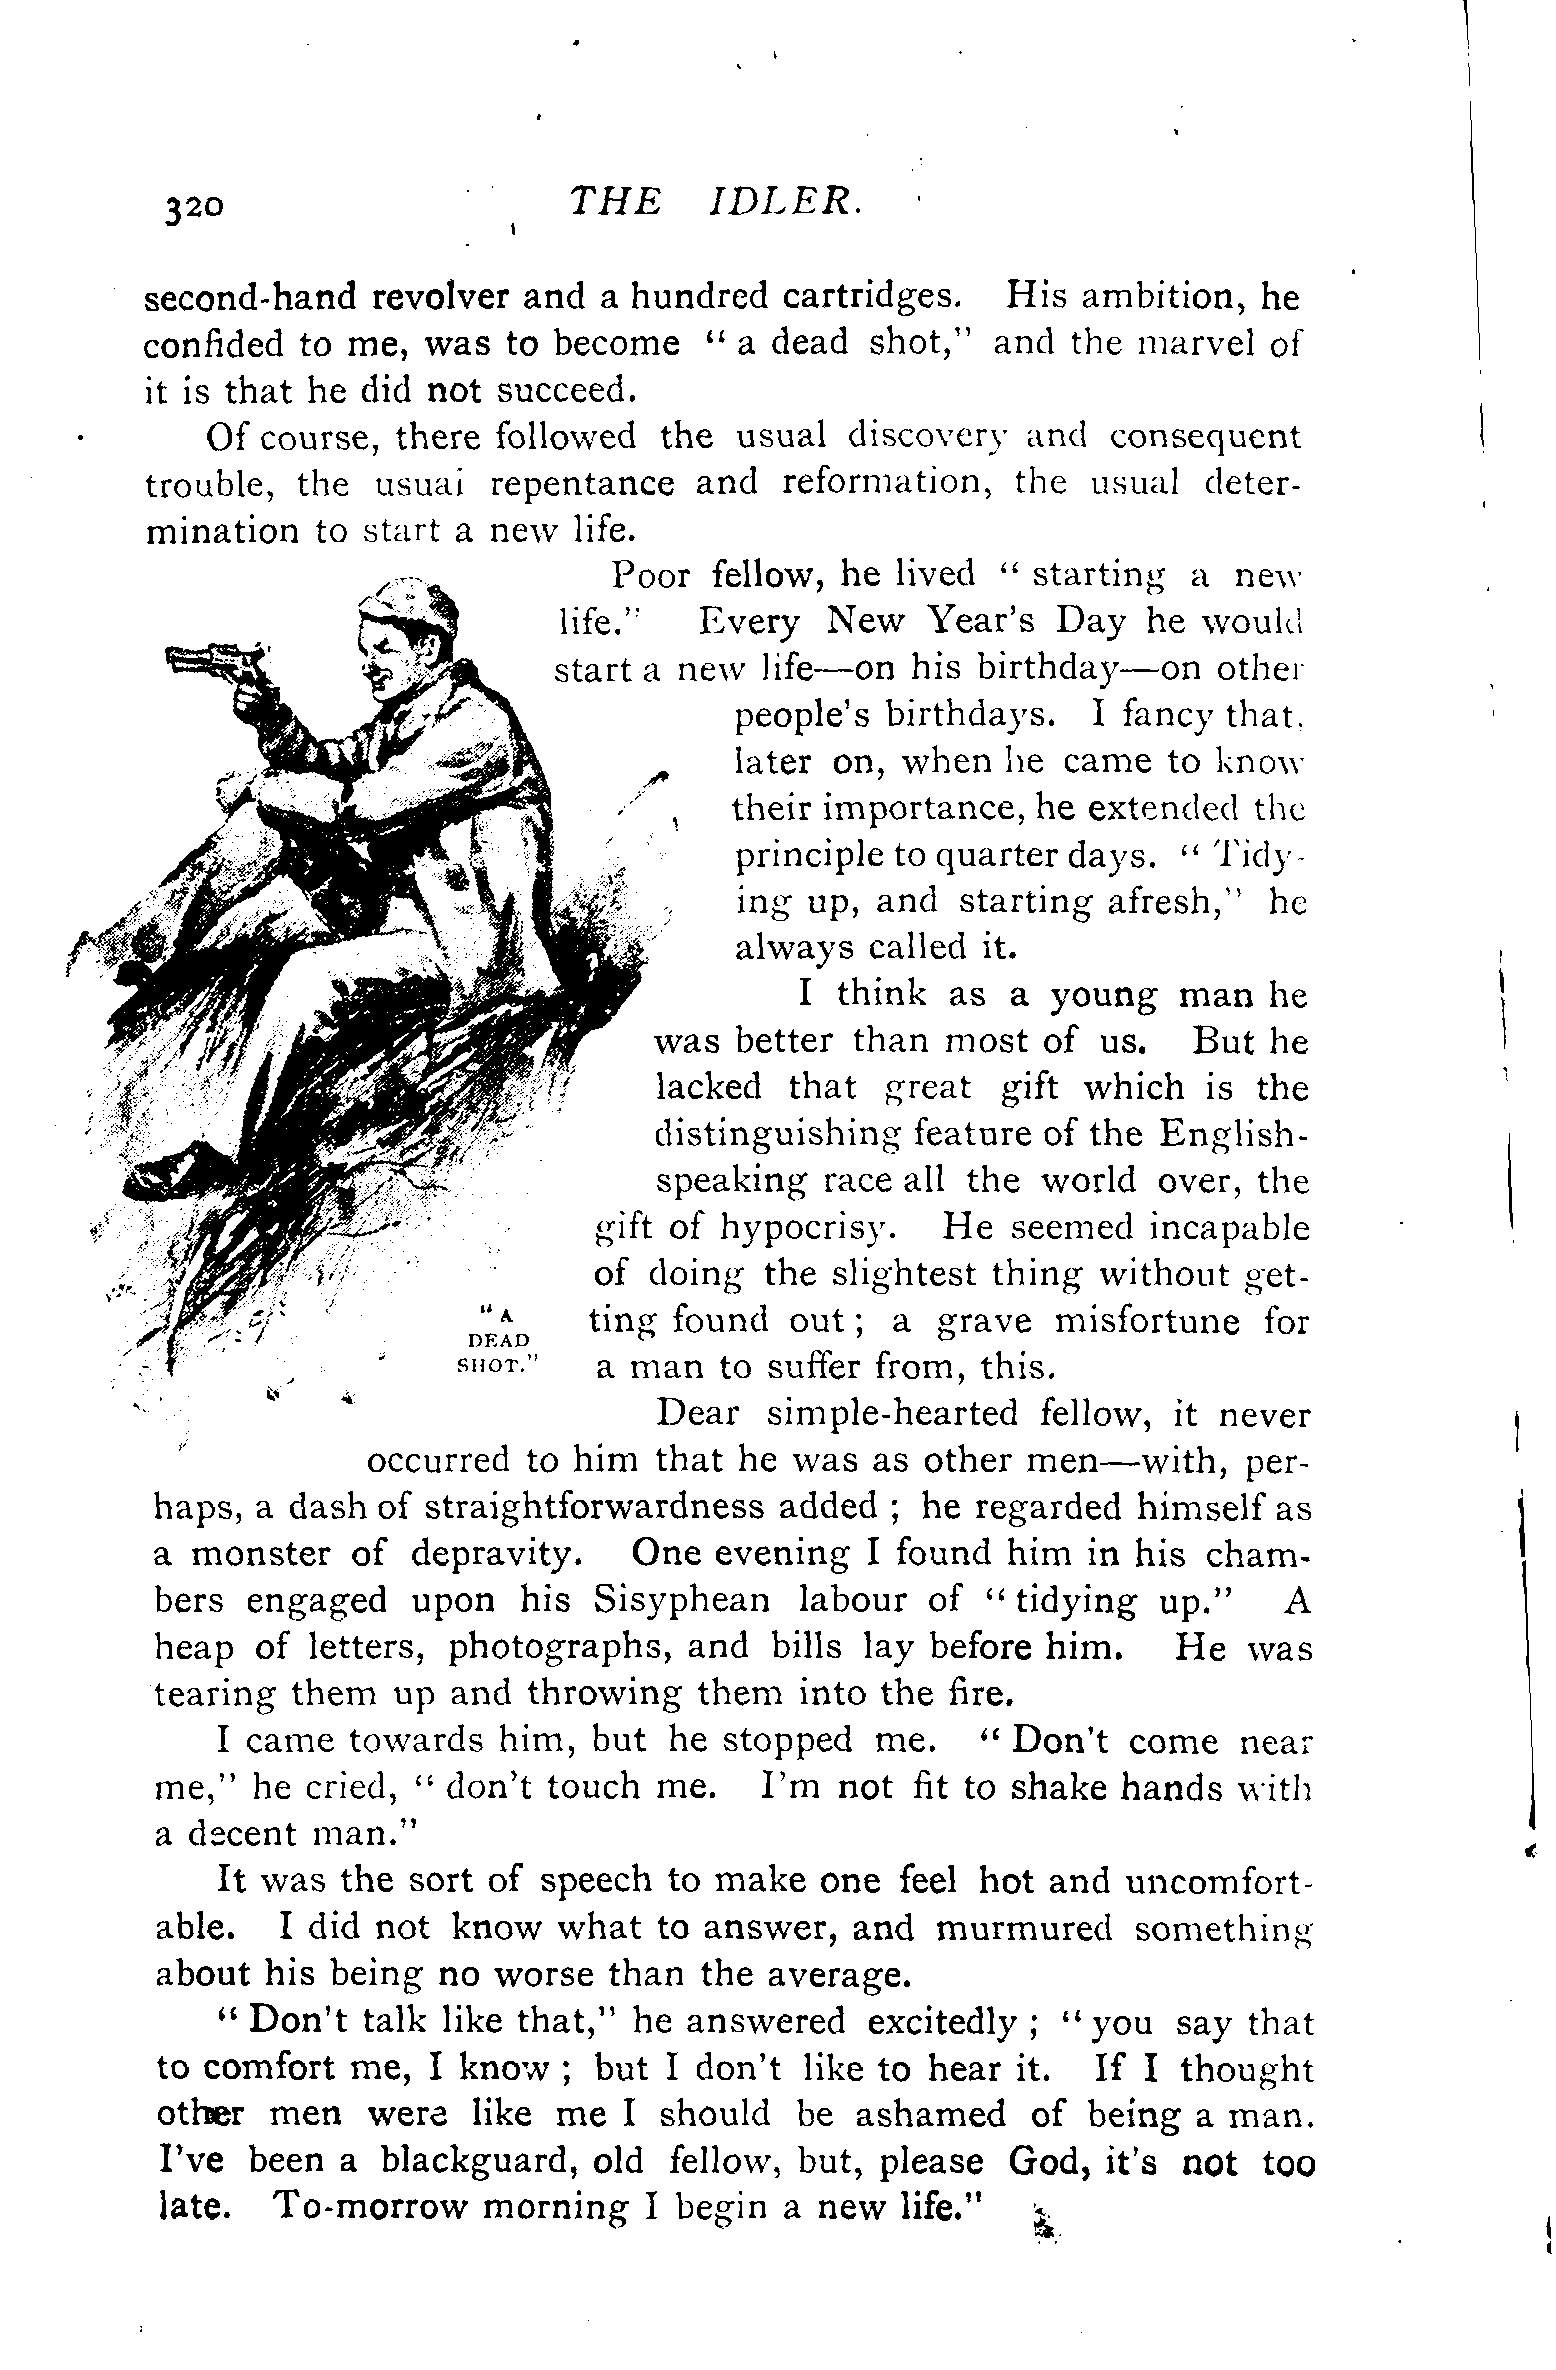 320
THE IDLER.
second-hand revolver and a hundred cartridges. His ambition, he
confided to me, was to become “ a dead shot,” and the marvel of
it is that he did not succeed.
Of course, there followed the usual discovery and consequent
trouble, the usual repentance and reformation, the usual deter-
mination to start a new life.
Poor fellow, he lived “ starting a new
life.” Every New Year's Day he would
start a new life—on his birthday—on other
people's birthdays. I fancy that,
later on, when he came to know
their importance, he extended the
principle to quarter days. “ Tidy-
ing up, and starting afresh,” he
always called it.
I think as a young man he
was better than most of us. But he
lacked that great gift which is the
distinguishing feature of the English-
speaking race all the world over, the
gift of hypocrisy. He seemed incapable
of doing the slightest thing without get-
ting found out ; a grave misfortune for
a man to suffer from, this.
“ A
DEAD
SHOT.”
Dear simple-hearted fellow, it never
occurred to him that he was as other men—with, per-
haps, a dash of straightforwardness added ; he regarded himself as
a monster of depravity. One evening I found him in his cham-
bers engaged upon his Sisyphean labour of “ tidying up.” A
heap of letters, photographs, and bills lay before him. He was
tearing them up and throwing them into the fire.
I came towards him, but he stopped me. “ Don't come near
me,” he cried, “ don't touch me. I'm not fit to shake hands with
a decent man.”
It was the sort of speech to make one feel hot and uncomfort-
able. I did not know what to answer, and murmured something
about his being no worse than the average.
“ Don't talk like that,” he answered excitedly ; “ you say that
to comfort me, I know ; but I don't like to hear it. If I thought
other men were like me I should be ashamed of being a man.
I've been a blackguard, old fellow, but, please God, it's not too
late. To-morrow morning I begin a new life.”